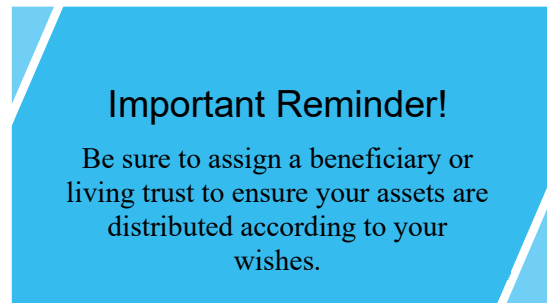 Important Reminder!
Be sure to assign a beneficiary or
living trust to ensure your assets are
distributed according to your
wishes.